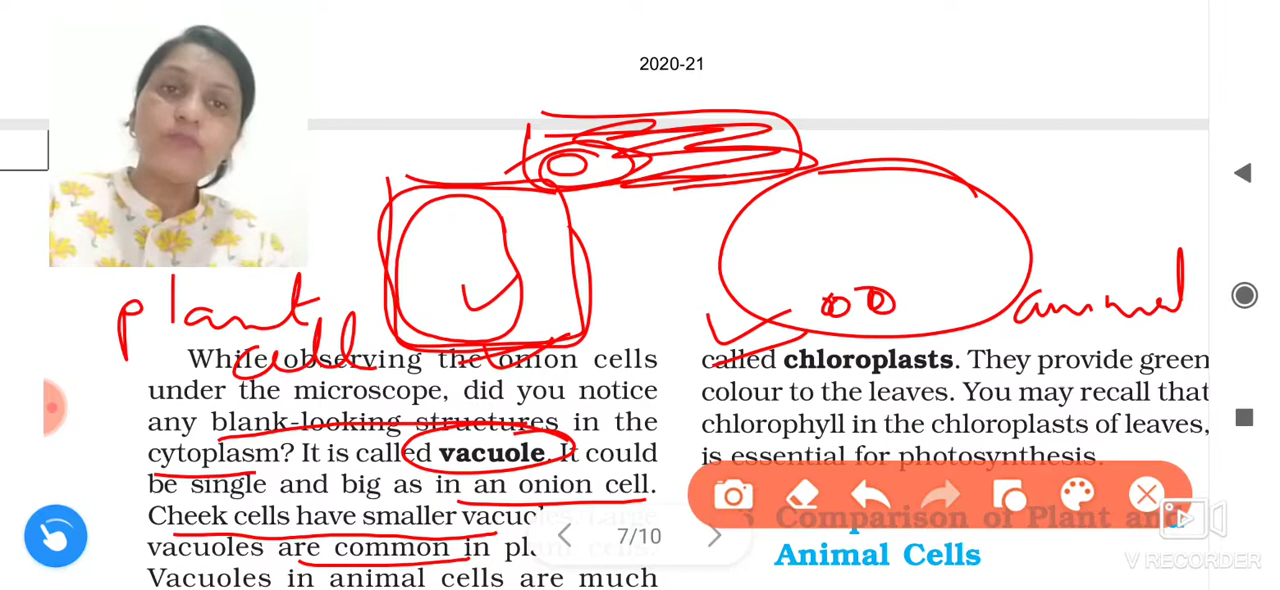 2020-21
plant
cell
animal
While observing the onion cells
under the microscope, did you notice
any blank-looking structures in the
cytoplasm? It is called vacuole. It could
be single and big as in an onion cell.
Cheek cells have smaller vacuoles. Large
vacuoles are common in plant cells.
Vacuoles in animal cells are much
called chloroplasts. They provide green
colour to the leaves. You may recall that
chlorophyll in the chloroplasts of leaves,
is essential for photosynthesis.
Comparison of Plant and
Animal Cells
7/10
V RECORDER